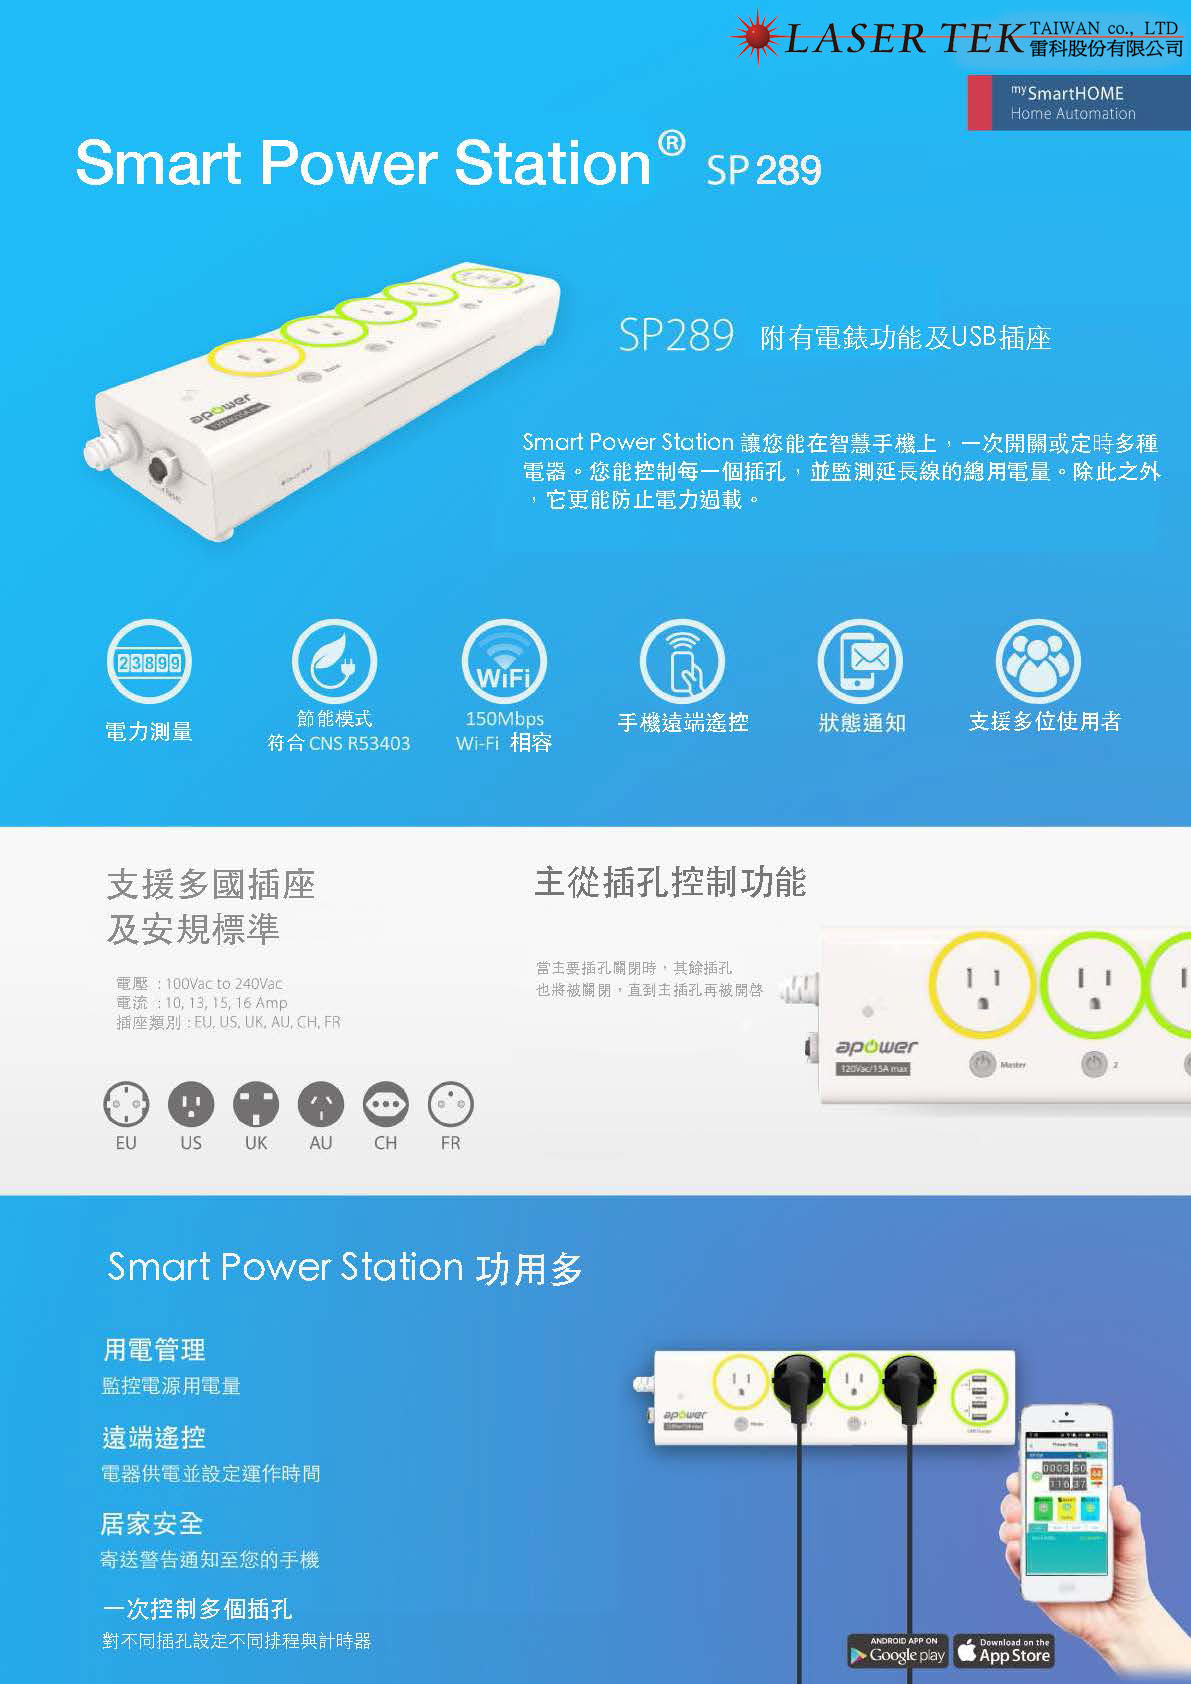 LASER TEK TAIWAN co., LTD
雷科股份有限公司
my SmartHOME
Home Automation
Smart Power Station® SP 289
SP289 附有電錶功能及USB插座
Smart Power Station 讓您能在智慧手機上，一次開關或定時多種
電器。您能控制每一個插孔，並監測延長線的總用電量。除此之外
，它更能防止電力過載。
apower
23899
WiFi
電力測量
節能模式
符合 CNS R53403
150Mbps
Wi-Fi 相容
手機遠端遙控
狀態通知
支援多位使用者
支援多國插座
及安規標準
電壓 : 100Vac to 240Vac
電流 : 10, 13, 15, 16 Amp
插座類別 : EU, US, UK, AU, CH, FR
EU US UK AU CH FR
主從插孔控制功能
當主要插孔關閉時，其餘插孔
也將被關閉，直到主插孔再被開啓
apower
120Vac/15A max
Master
2
Smart Power Station 功用多
用電管理
監控電源用電量
遠端遙控
電器供電並設定運作時間
居家安全
寄送警告通知至您的手機
一次控制多個插孔
對不同插孔設定不同排程與計時器
apower
ANDROID APP ON
Google play
Download on the
App Store